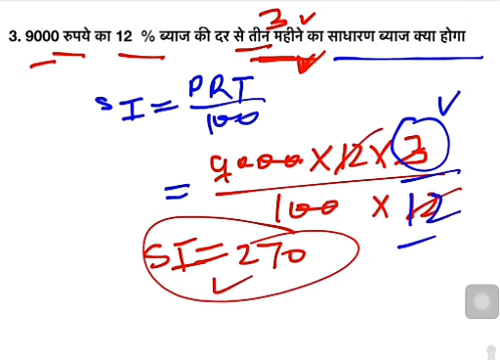 3
3. 9000 रुपये का 12 % ब्याज की दर से तीन महीने का साधारण ब्याज क्या होगा
SI = PRT
100
= 9000 × 12 × 3
100 × 12
SI = 270